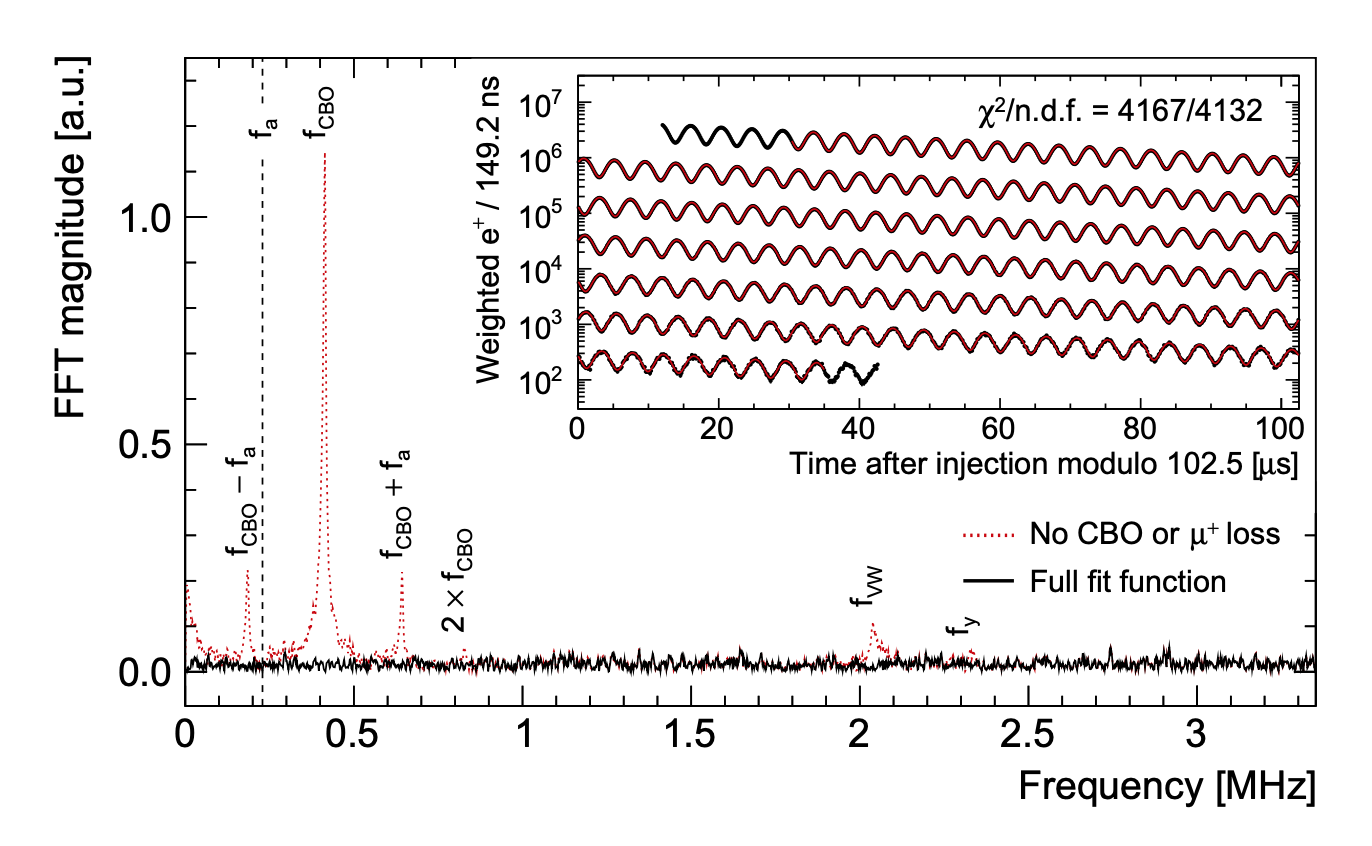 FFT magnitude [a.u.]
1.0
0.5
0.0
f_a
f_CBO
f_CBO − f_a
f_CBO + f_a
2 × f_CBO
f_VW
f_y
Weighted e⁺ / 149.2 ns
10⁷
10⁶
10⁵
10⁴
10³
10²
χ²/n.d.f. = 4167/4132
0 20 40 60 80 100
Time after injection modulo 102.5 [μs]
No CBO or μ⁺ loss
Full fit function
0 0.5 1 1.5 2 2.5 3
Frequency [MHz]